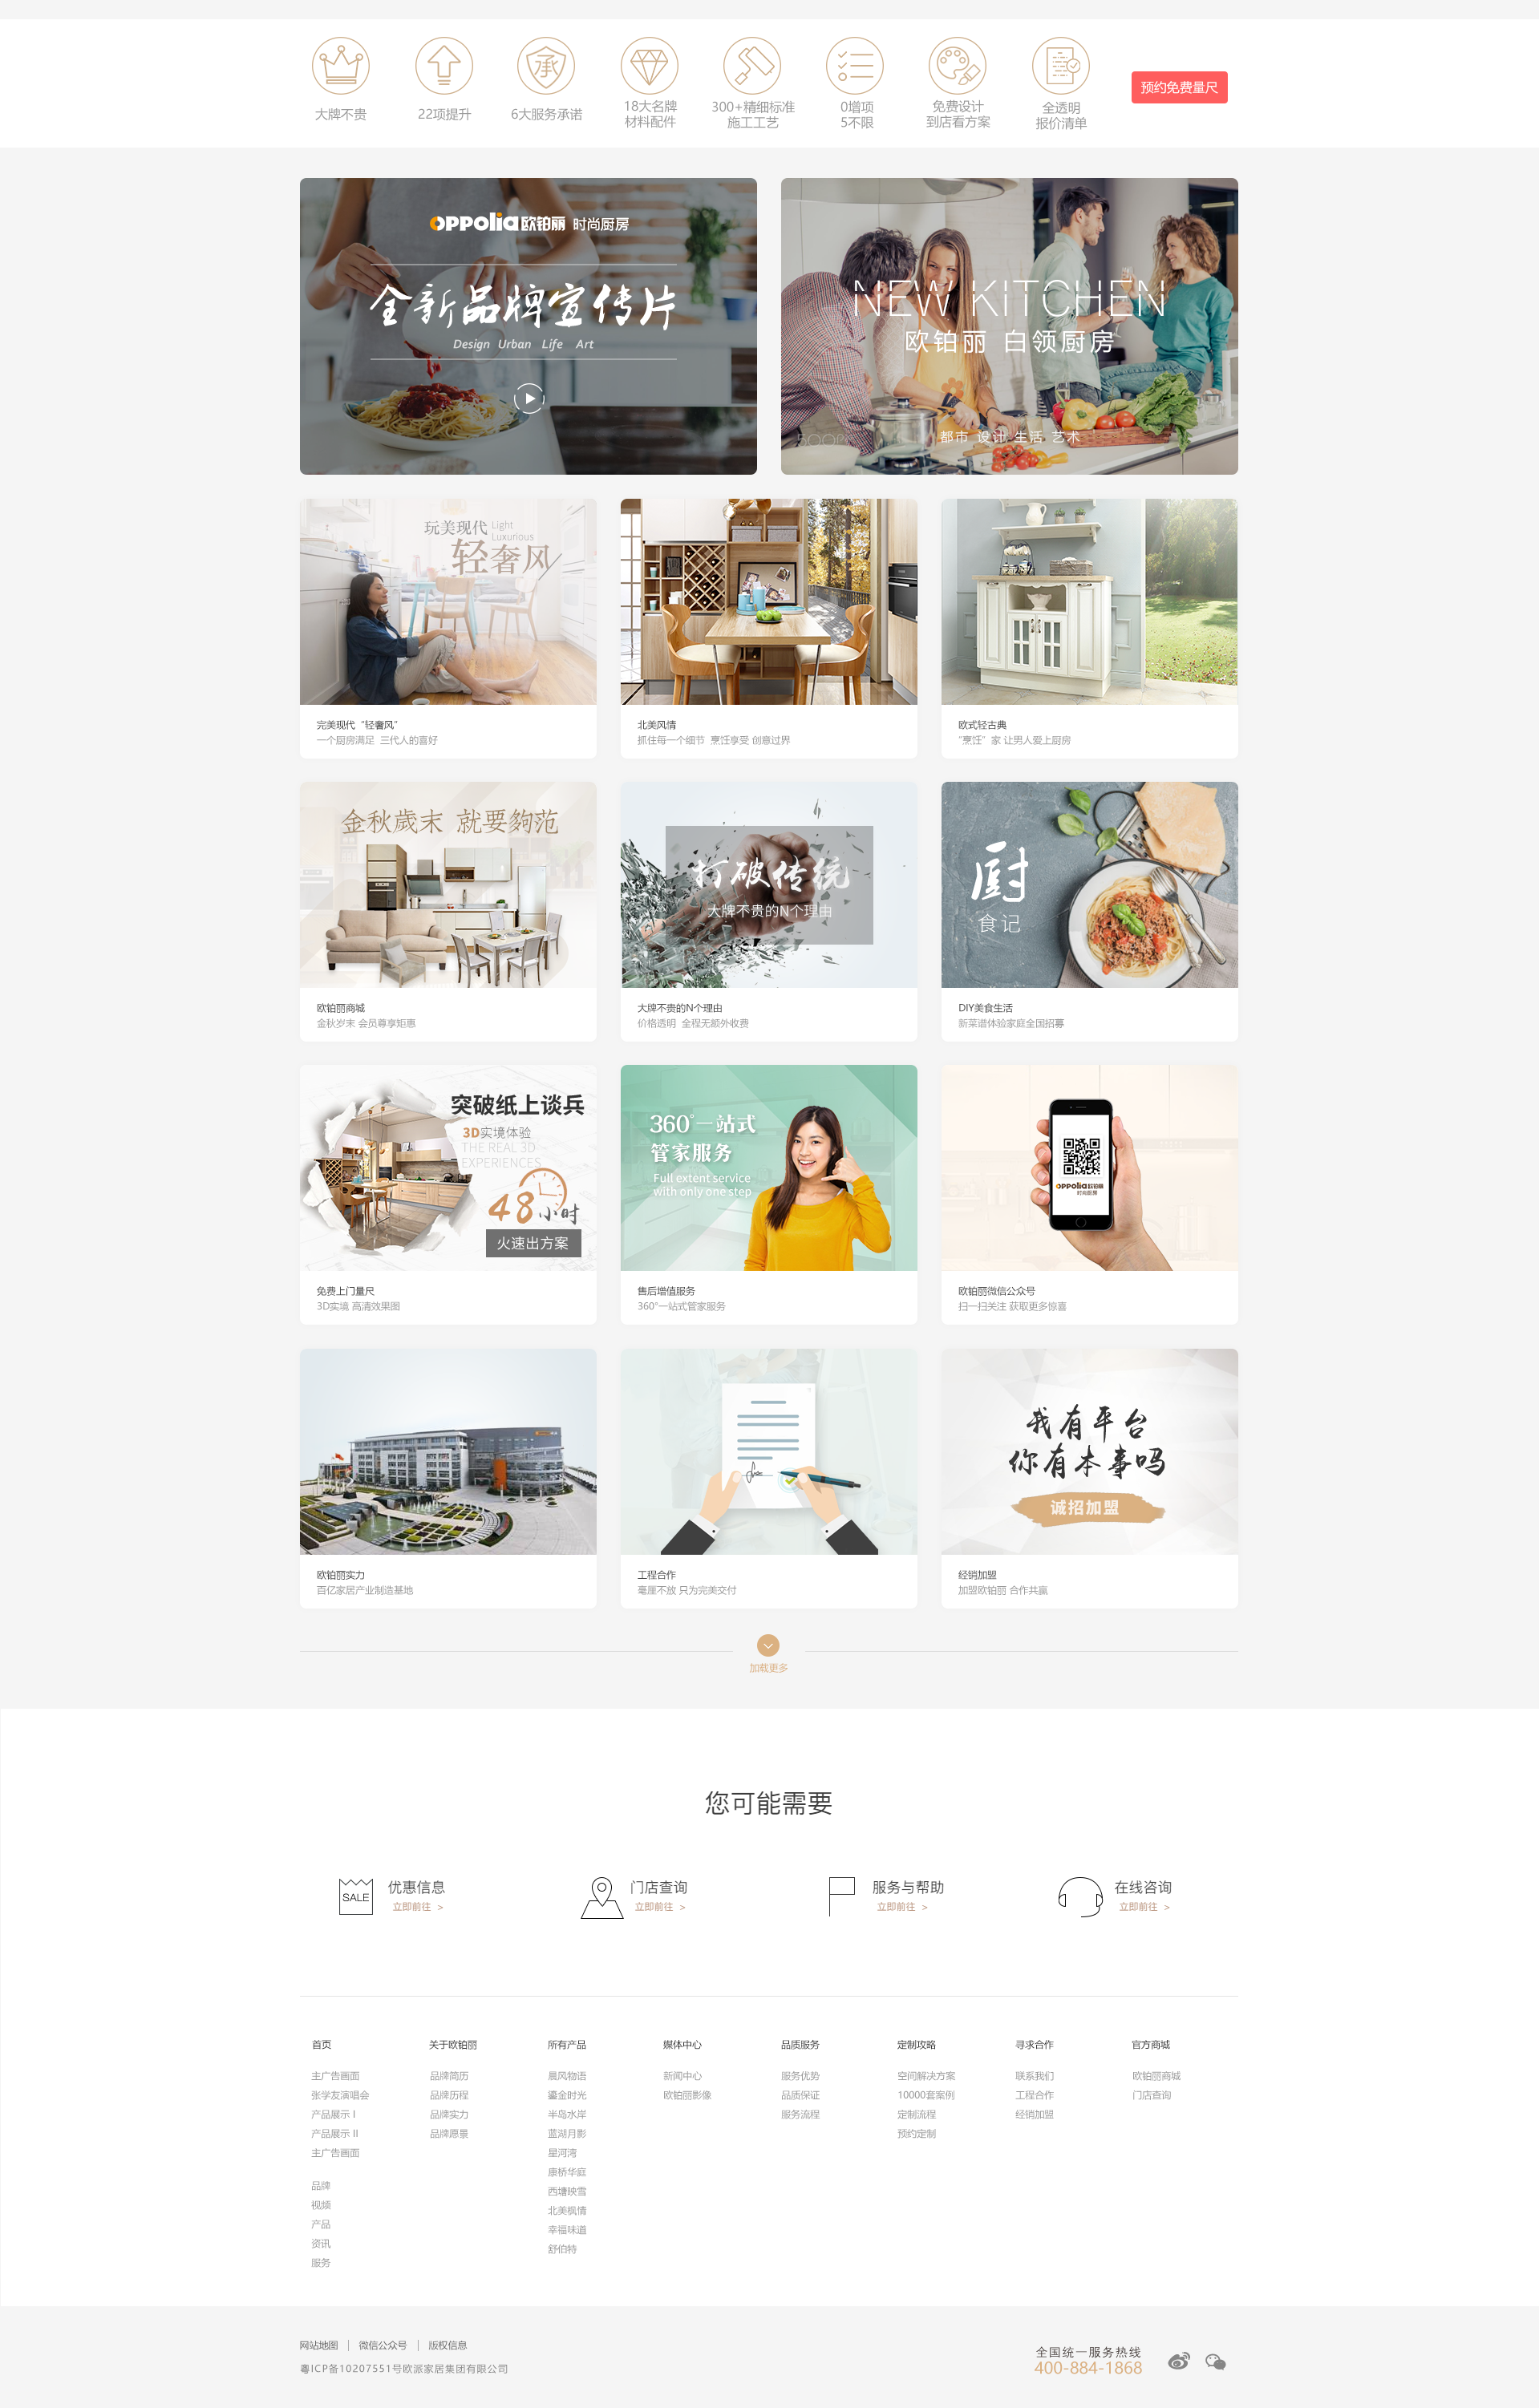 大牌不贵
22项提升
6大服务承诺
18大名牌
材料配件
300+精细标准
施工工艺
0增项
5不限
免费设计
到店看方案
全透明
报价清单
预约免费量尺
承
oppolia欧铂丽 时尚厨房
全新品牌宣传片
Design Urban Life Art
NEW KITCHEN
欧铂丽 白领厨房
都市 设计 生活 艺术
玩美现代 Light
Luxurious
轻奢风
完美现代 “轻奢风”
一个厨房满足 三代人的喜好
北美风情
抓住每一个细节 烹饪享受 创意过界
欧式轻古典
“烹饪” 家 让男人爱上厨房
金秋歲末 就要夠范
欧铂丽商城
金秋岁末 会员尊享矩惠
打破传统
大牌不贵的N个理由
大牌不贵的N个理由
价格透明 全程无额外收费
厨
食记
DIY美食生活
新菜谱体验家庭全国招募
突破纸上谈兵
3D实境体验
THE REAL 3D
EXPERIENCES
48小时
火速出方案
免费上门量尺
3D实境 高清效果图
360°一站式
管家服务
Full extent service
with only one step
售后增值服务
360°一站式管家服务
oppolia欧铂丽
时尚厨房
欧铂丽微信公众号
扫一扫关注 获取更多惊喜
欧铂丽实力
百亿家居产业制造基地
工程合作
毫厘不放 只为完美交付
我有平台
你有本事吗
诚招加盟
经销加盟
加盟欧铂丽 合作共赢
加载更多
您可能需要
SALE
优惠信息
立即前往 >
门店查询
立即前往 >
服务与帮助
立即前往 >
在线咨询
立即前往 >
首页
主广告画面
张学友演唱会
产品展示 I
产品展示 II
主广告画面
品牌
视频
产品
资讯
服务
关于欧铂丽
品牌简历
品牌历程
品牌实力
品牌愿景
所有产品
晨风物语
鎏金时光
半岛水岸
蓝湖月影
星河湾
康桥华庭
西塘映雪
北美枫情
幸福味道
舒伯特
媒体中心
新闻中心
欧铂丽影像
品质服务
服务优势
品质保证
服务流程
定制攻略
空间解决方案
10000套案例
定制流程
预约定制
寻求合作
联系我们
工程合作
经销加盟
官方商城
欧铂丽商城
门店查询
网站地图 | 微信公众号 | 版权信息
粤ICP备10207551号欧派家居集团有限公司
全国统一服务热线
400-884-1868